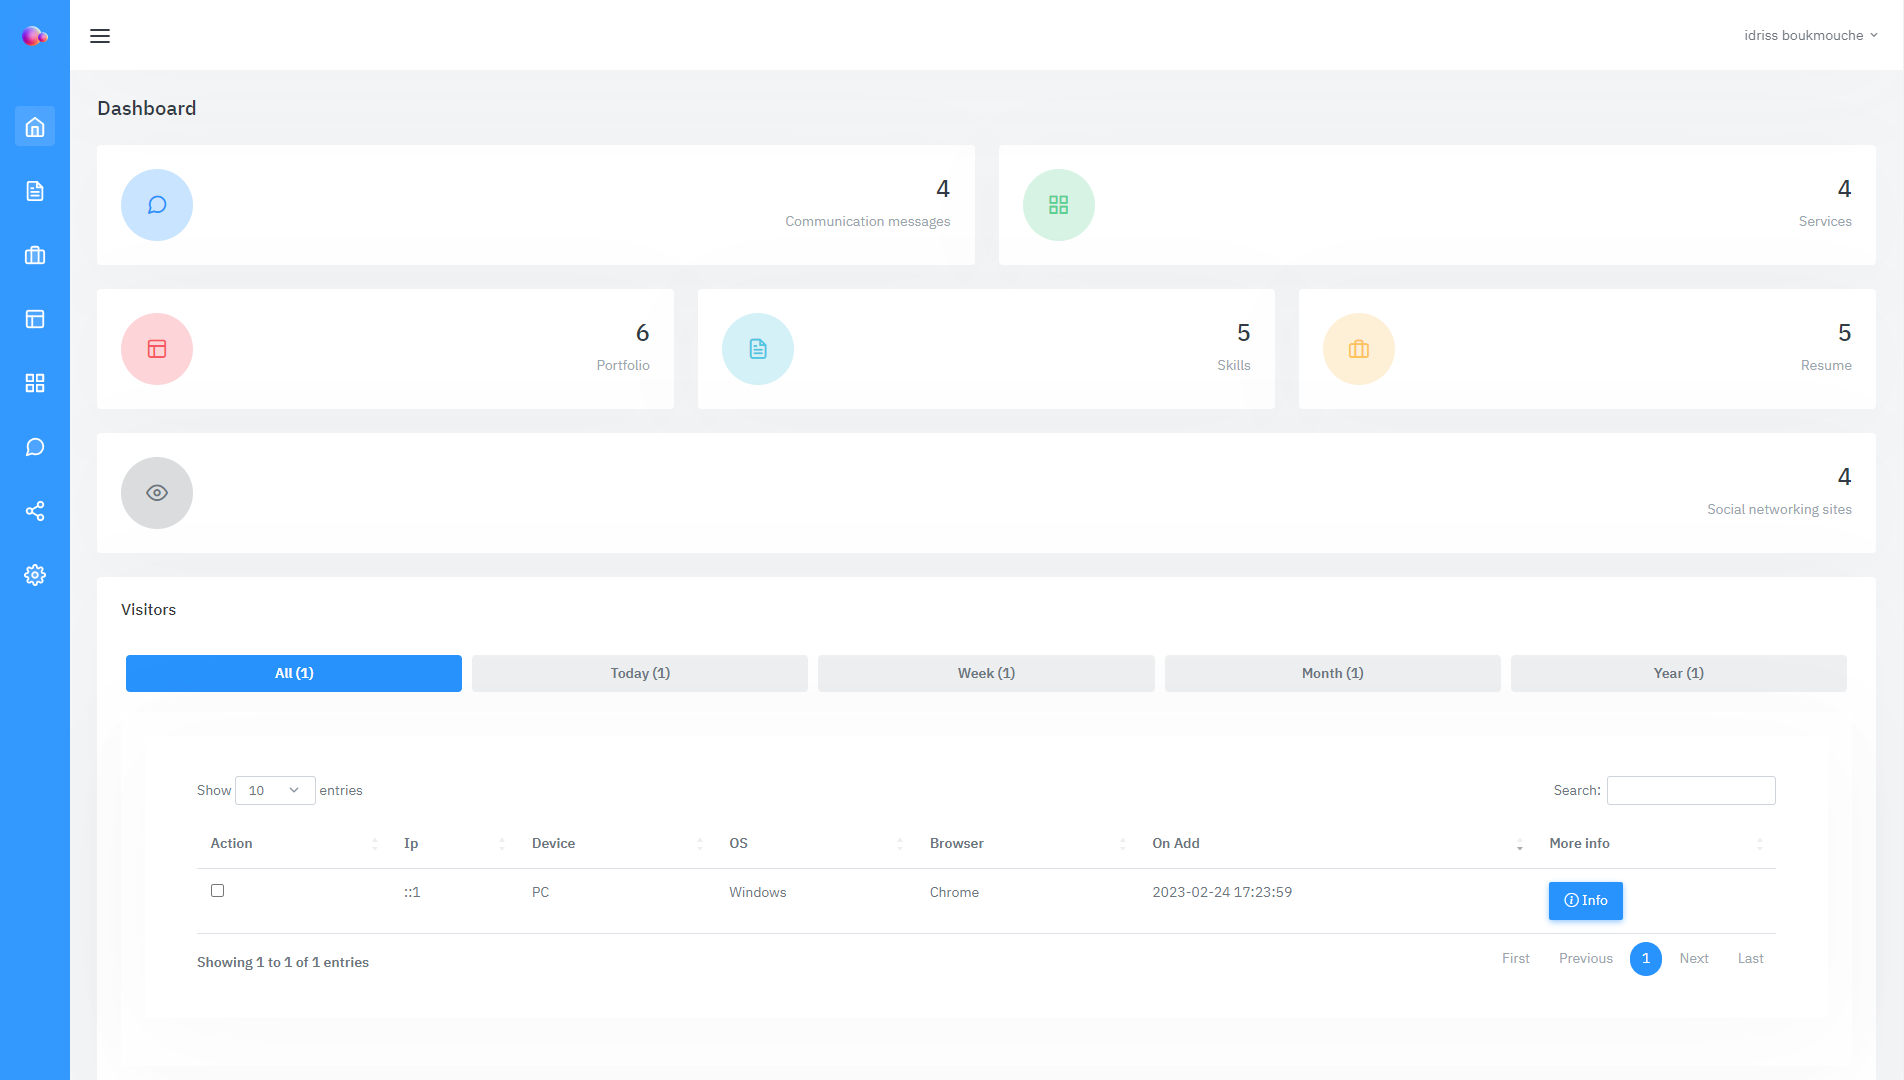 idriss boukmouche
Dashboard
4
Communication messages
4
Services
6
Portfolio
5
Skills
5
Resume
4
Social networking sites
Visitors
All (1) Today (1) Week (1) Month (1) Year (1)
Show 10 entries Search:
Action Ip Device OS Browser On Add More info
::1 PC Windows Chrome 2023-02-24 17:23:59 Info
Showing 1 to 1 of 1 entries First Previous 1 Next Last